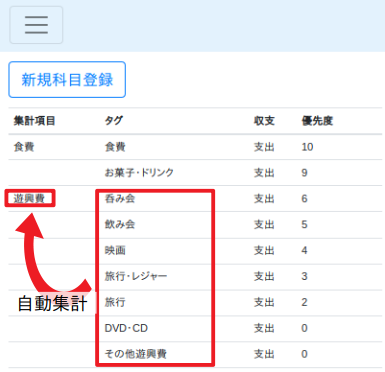 新規科目登録
集計項目 タグ 収支 優先度
食費 食費 支出 10
お菓子・ドリンク 支出 9
遊興費 呑み会 支出 6
飲み会 支出 5
映画 支出 4
旅行・レジャー 支出 3
自動集計 旅行 支出 2
DVD・CD 支出 0
その他遊興費 支出 0